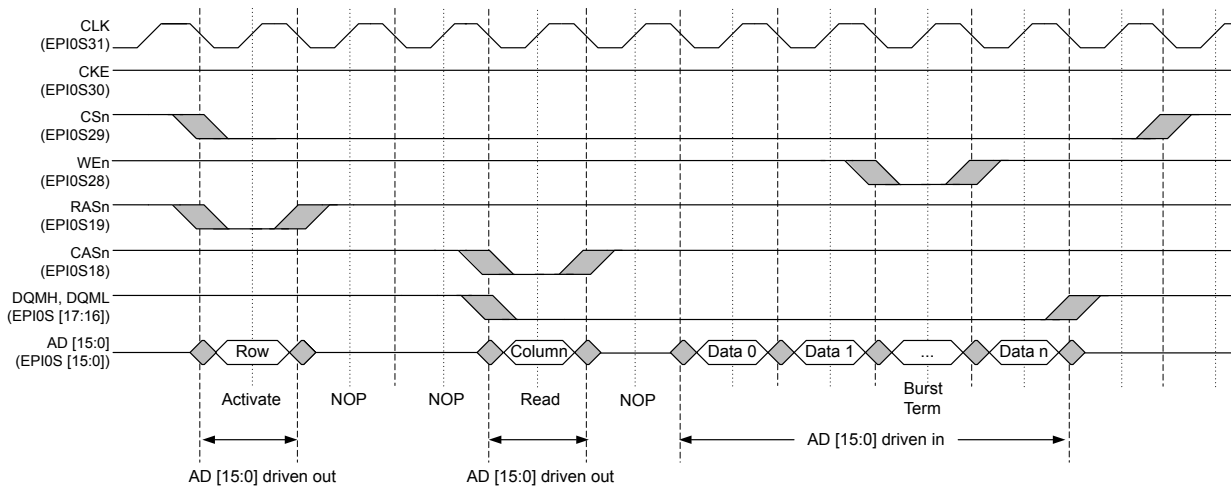 CLK
(EPI0S31)
CKE
(EPI0S30)
CSn
(EPI0S29)
WEn
(EPI0S28)
RASn
(EPI0S19)
CASn
(EPI0S18)
DQMH, DQML
(EPI0S [17:16])
AD [15:0]
(EPI0S [15:0])
Row Column Data 0 Data 1 ... Data n
Activate NOP NOP Read NOP Burst
Term
AD [15:0] driven in
AD [15:0] driven out AD [15:0] driven out